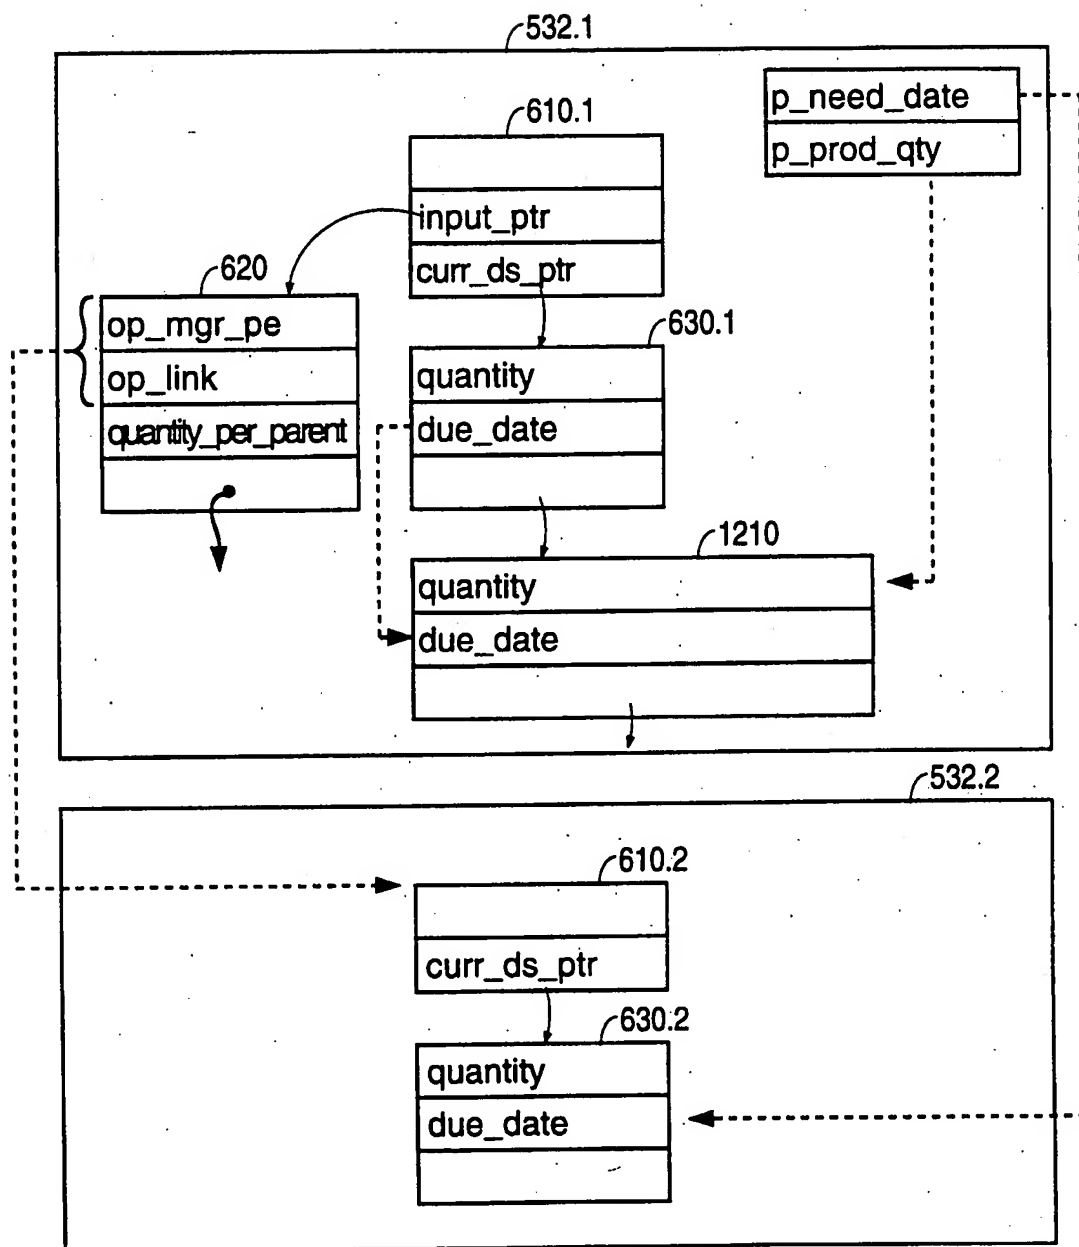 532.1
p_need_date
p_prod_qty
610.1
input_ptr
curr_ds_ptr
620
op_mgr_pe
op_link
quantity_per_parent
630.1
quantity
due_date
1210
quantity
due_date
532.2
610.2
curr_ds_ptr
630.2
quantity
due_date